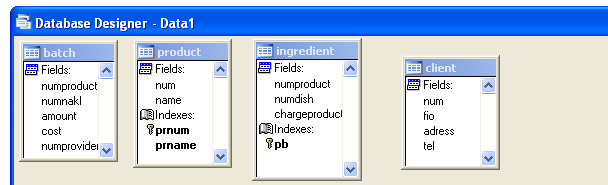 Database Designer - Data1
batch
Fields:
numproduct
numnakl
amount
cost
numprovider
product
Fields:
num
name
Indexes:
prnum
prname
ingredient
Fields:
numproduct
numdish
chargeproduct
Indexes:
pb
client
Fields:
num
fio
adress
tel